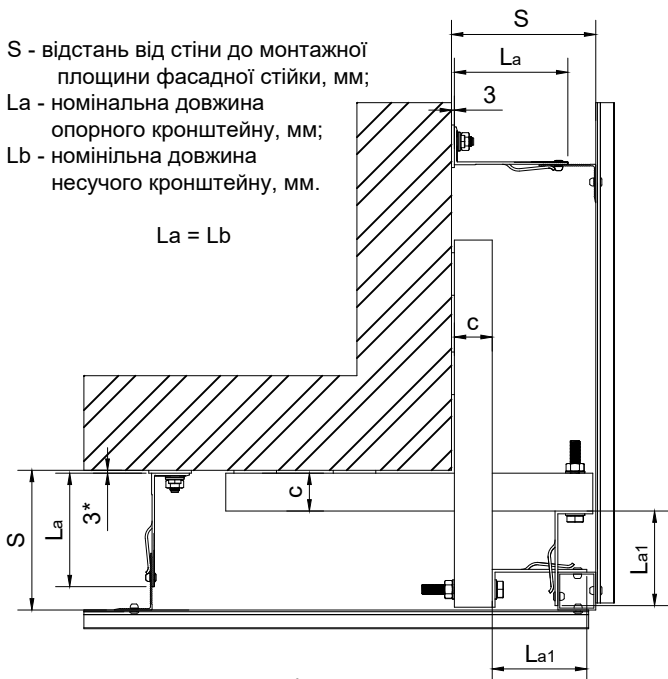 S - відстань від стіни до монтажної
площини фасадної стійки, мм;
La - номінальна довжина
опорного кронштейну, мм;
Lb - номінільна довжина
несучого кронштейну, мм.
La = Lb
S
La
3
c
c
S
La
3*
La1
La1